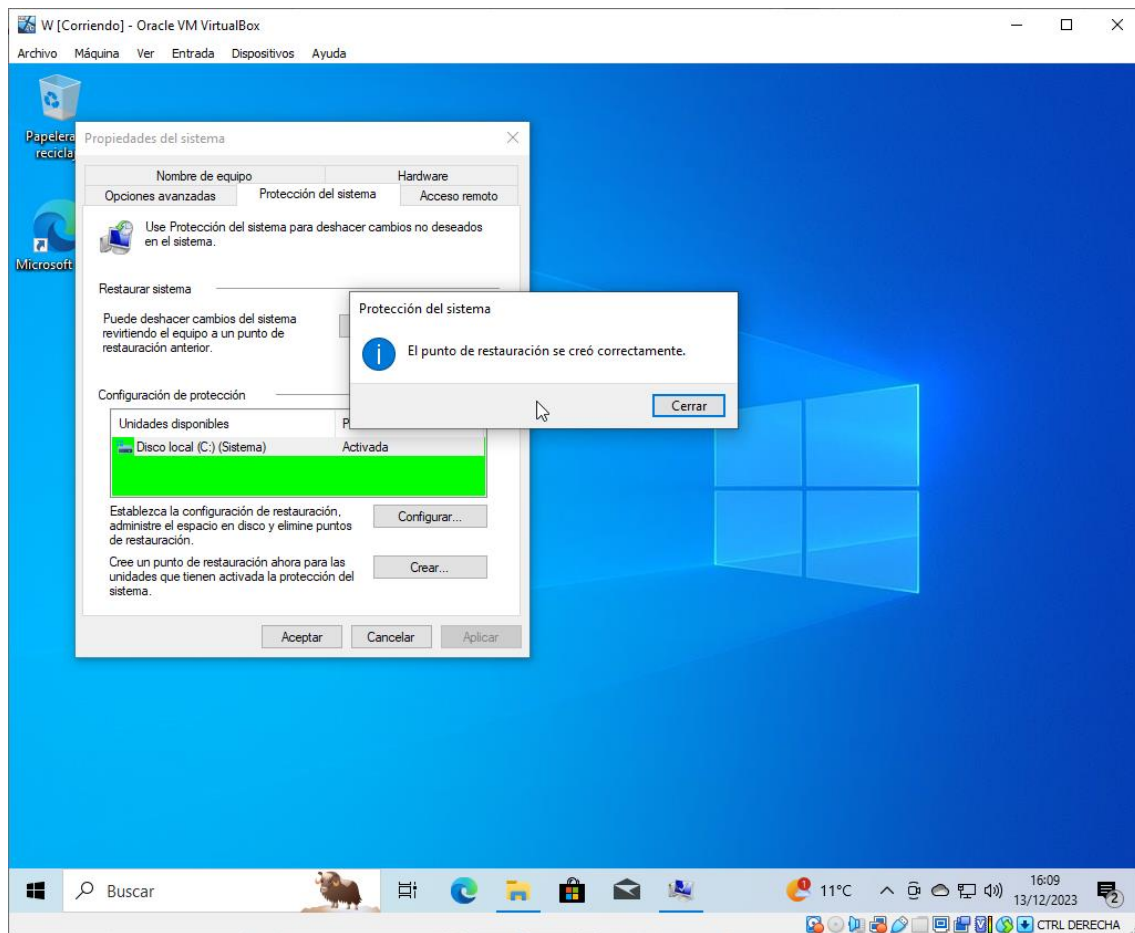 W [Corriendo] - Oracle VM VirtualBox
Archivo Máquina Ver Entrada Dispositivos Ayuda
Papelera
Microsoft
Propiedades del sistema
Nombre de equipo
Hardware
Opciones avanzadas
Protección del sistema
Acceso remoto
Use Protección del sistema para deshacer cambios no deseados
en el sistema.
Restaurar sistema
Puede deshacer cambios del sistema
revirtiendo el equipo a un punto de
restauración anterior.
Protección del sistema
El punto de restauración se creó correctamente.
Cerrar
Configuración de protección
Unidades disponibles
Disco local (C:) (Sistema)
Activada
Establezca la configuración de restauración,
administre el espacio en disco y elimine puntos
de restauración.
Configurar...
Cree un punto de restauración ahora para las
unidades que tienen activada la protección del
sistema.
Crear...
Aceptar
Cancelar
Aplicar
Buscar
1
11°C
16:09
13/12/2023
2
CTRL DERECHA